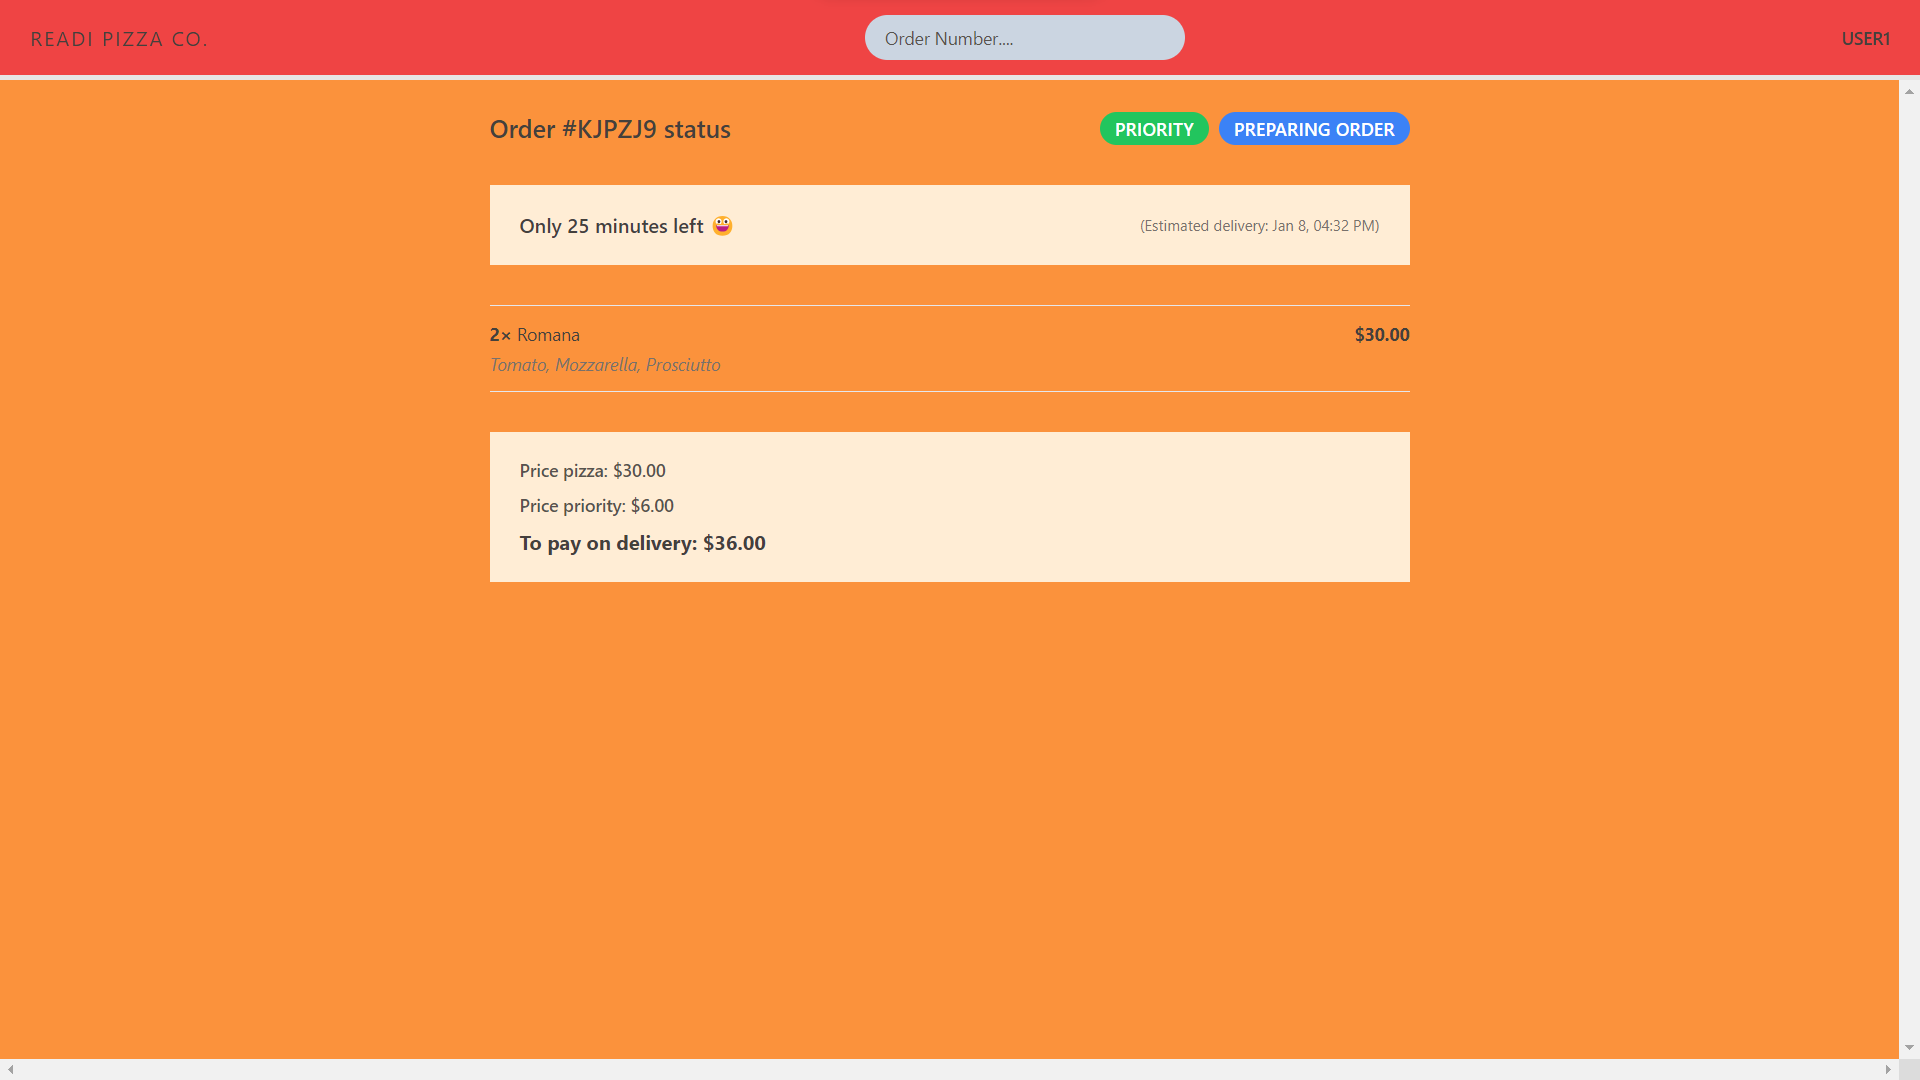 READI PIZZA CO.
Order Number....
USER1
Order #KJPZJ9 status
PRIORITY
PREPARING ORDER
Only 25 minutes left 😀
(Estimated delivery: Jan 8, 04:32 PM)
2× Romana
$30.00
Tomato, Mozzarella, Prosciutto
Price pizza: $30.00
Price priority: $6.00
To pay on delivery: $36.00